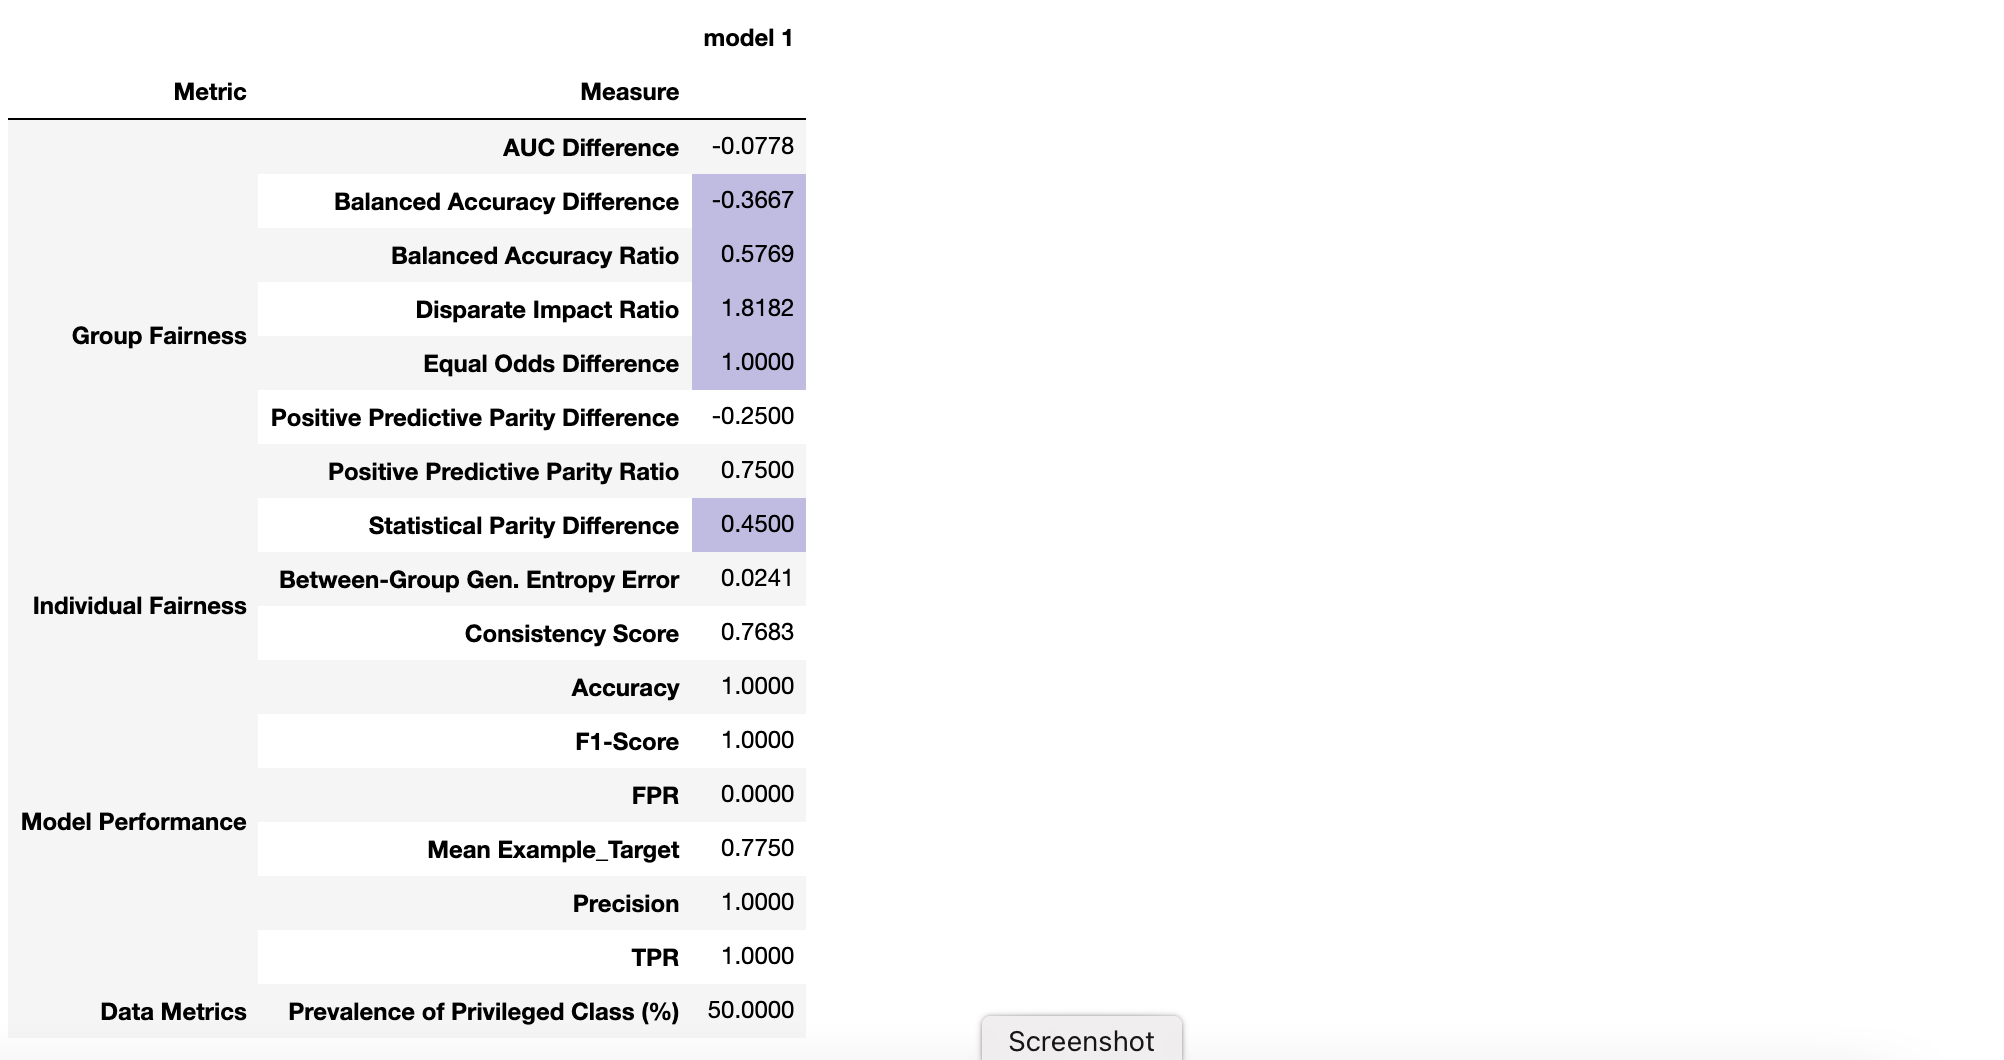 model 1
Metric Measure
Group Fairness AUC Difference -0.0778
Balanced Accuracy Difference -0.3667
Balanced Accuracy Ratio 0.5769
Disparate Impact Ratio 1.8182
Equal Odds Difference 1.0000
Positive Predictive Parity Difference -0.2500
Positive Predictive Parity Ratio 0.7500
Statistical Parity Difference 0.4500
Individual Fairness Between-Group Gen. Entropy Error 0.0241
Consistency Score 0.7683
Model Performance Accuracy 1.0000
F1-Score 1.0000
FPR 0.0000
Mean Example_Target 0.7750
Precision 1.0000
TPR 1.0000
Data Metrics Prevalence of Privileged Class (%) 50.0000
Screenshot